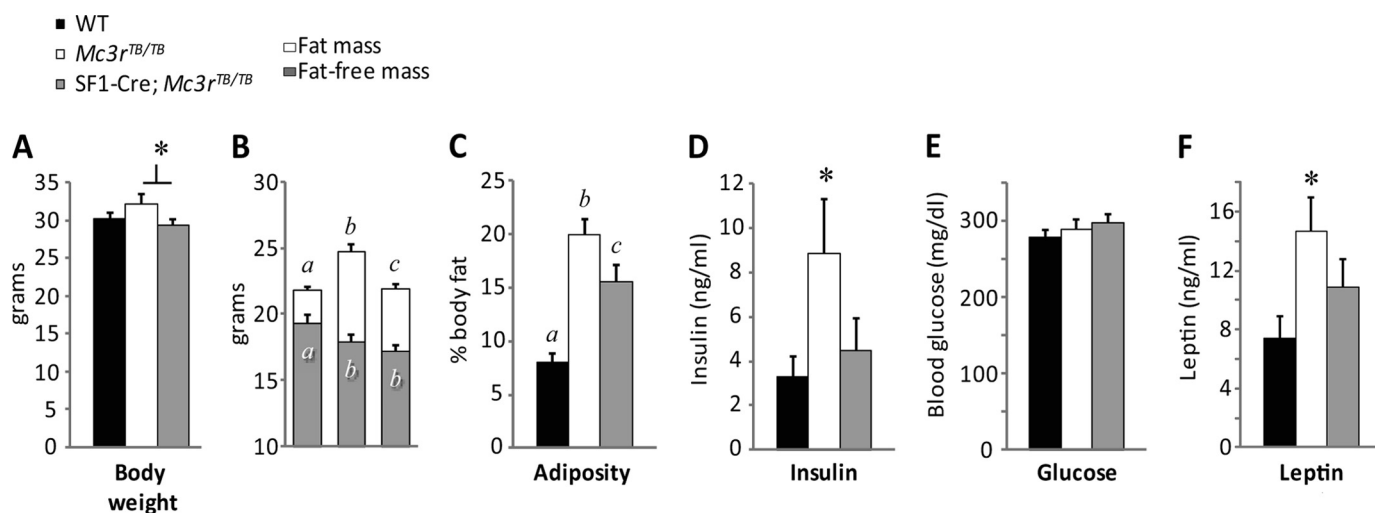 WT
Mc3r^TB/TB
SF1-Cre; Mc3r^TB/TB
Fat mass
Fat-free mass
A
*
35
30
25
20
15
10
5
0
grams
Body
weight
B
30
25
20
15
10
grams
a
b
c
a
b
b
C
25
20
15
10
5
0
% body fat
a
b
c
Adiposity
D
12
10
8
6
4
2
0
Insulin (ng/ml)
*
Insulin
E
300
200
100
0
Blood glucose (mg/dl)
Glucose
F
16
12
8
4
0
Leptin (ng/ml)
*
Leptin